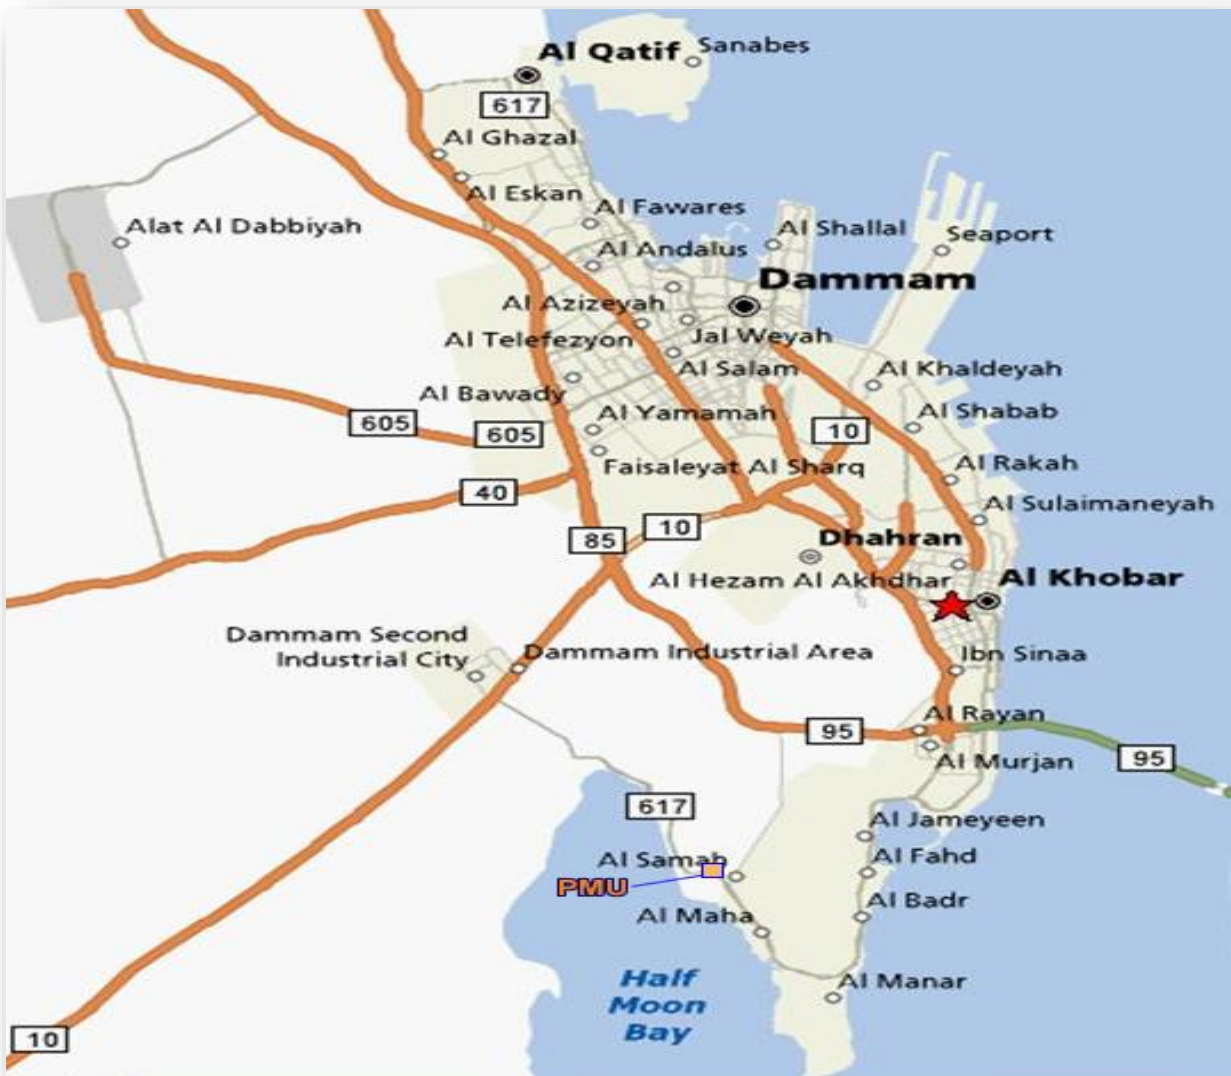 Al Qatif
Sanabes
617
Al Ghazal
Al Eskan
Al Fawares
Alat Al Dabbiyah
Al Shallal
Seaport
Al Andalus
Dammam
Al Azizeyah
Al Telefezyon
Jal Weyah
Al Salam
Al Khaldeyah
Al Bawady
605
605
Al Yamamah
10
Al Shabab
Faisaleyat Al Sharq
Al Rakah
40
Al Sulaimaneyah
85
10
Dhahran
Al Hezam Al Akhdhar
Al Khobar
Dammam Second
Industrial City
Dammam Industrial Area
Ibn Sinaa
Al Rayan
95
95
Al Murjan
617
Al Jameyeen
Al Samah
Al Fahd
PMU
Al Badr
Al Maha
Half
Moon
Bay
Al Manar
10